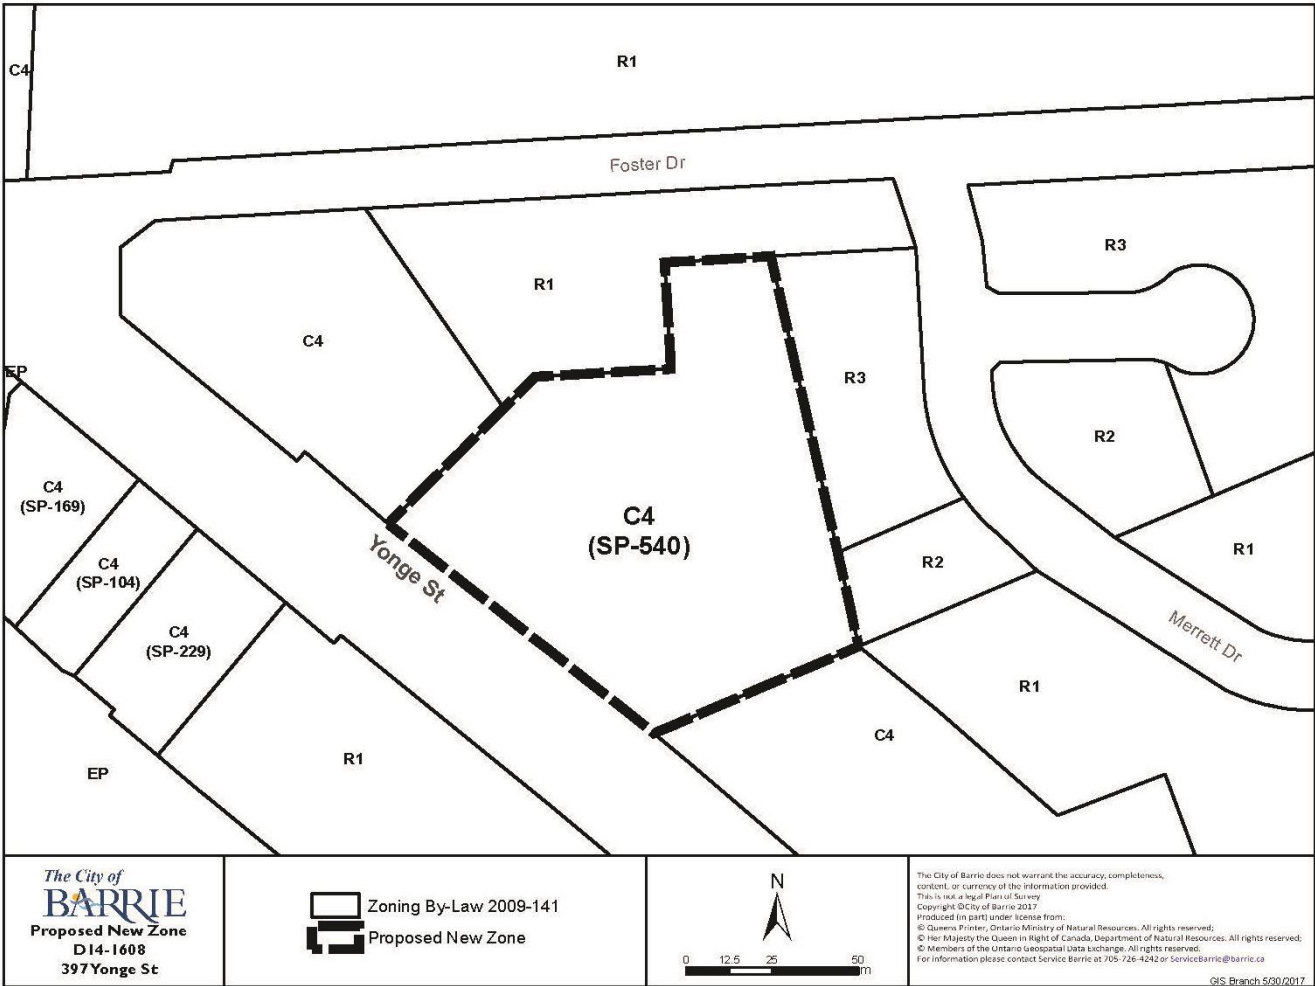 R1
C4
Foster Dr
R3
R1
C4
EP
R3
R2
C4
(SP-169)
C4
(SP-540)
Yonge St
C4
(SP-104)
R2
R1
C4
(SP-229)
Merrett Dr
R1
C4
R1
EP
The City of
BARRIE
Proposed New Zone
D14-1608
397 Yonge St
Zoning By-Law 2009-141
Proposed New Zone
N
0 12.5 25 50
m
The City of Barrie does not warrant the accuracy, completeness,
content, or currency of the information provided.
This is not a legal Plan of Survey
Copyright ©City of Barrie 2017
Produced (in part) under license from:
© Queens Printer, Ontario Ministry of Natural Resources. All rights reserved;
© Her Majesty the Queen in Right of Canada, Department of Natural Resources. All rights reserved;
© Members of the Ontario Geospatial Data Exchange. All rights reserved.
For information please contact Service Barrie at 705-726-4242 or ServiceBarrie@barrie.ca
GIS Branch 5/30/2017